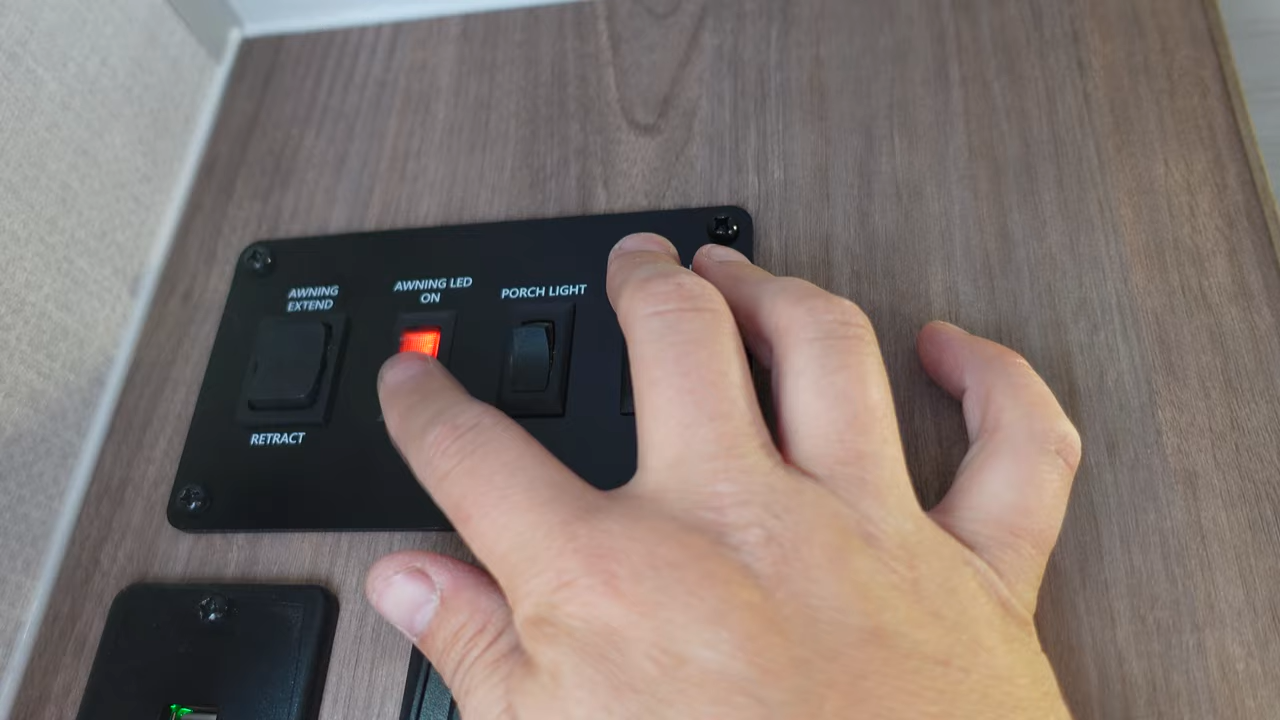 AWNING
EXTEND
RETRACT
AWNING LED
ON
PORCH LIGHT